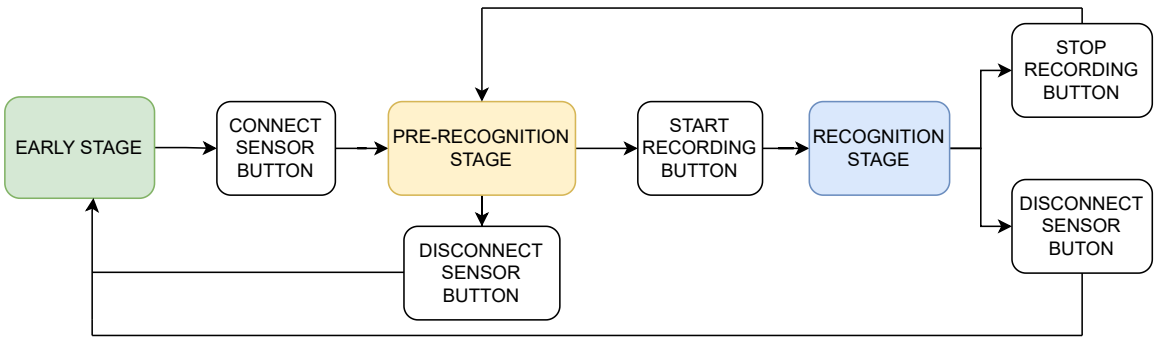 EARLY STAGE
CONNECT
SENSOR
BUTTON
PRE-RECOGNITION
STAGE
DISCONNECT
SENSOR
BUTTON
START
RECORDING
BUTTON
RECOGNITION
STAGE
STOP
RECORDING
BUTTON
DISCONNECT
SENSOR
BUTON